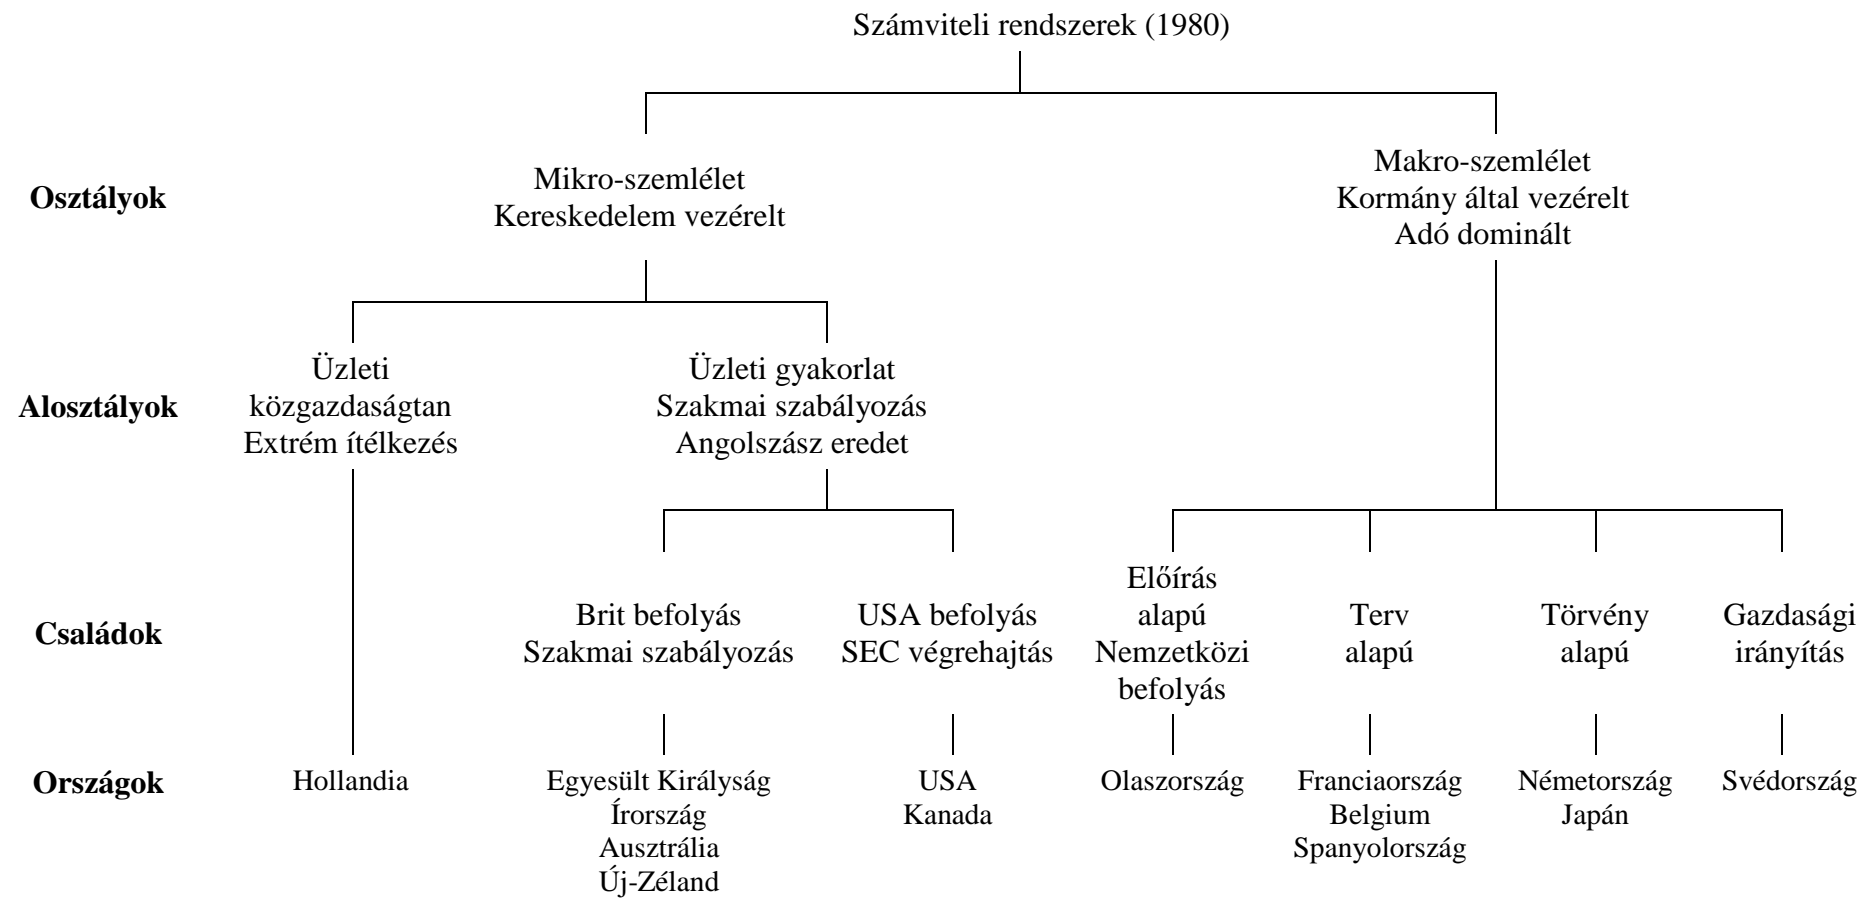 Számviteli rendszerek (1980)
Osztályok
Mikro-szemlélet
Kereskedelem vezérelt
Makro-szemlélet
Kormány által vezérelt
Adó dominált
Alosztályok
Üzleti
közgazdaságtan
Extrém ítélkezés
Üzleti gyakorlat
Szakmai szabályozás
Angolszász eredet
Családok
Brit befolyás
Szakmai szabályozás
USA befolyás
SEC végrehajtás
Előírás
alapú
Nemzetközi
befolyás
Terv
alapú
Törvény
alapú
Gazdasági
irányítás
Országok
Hollandia
Egyesült Királyság
Írország
Ausztrália
Új-Zéland
USA
Kanada
Olaszország
Franciaország
Belgium
Spanyolország
Németország
Japán
Svédország